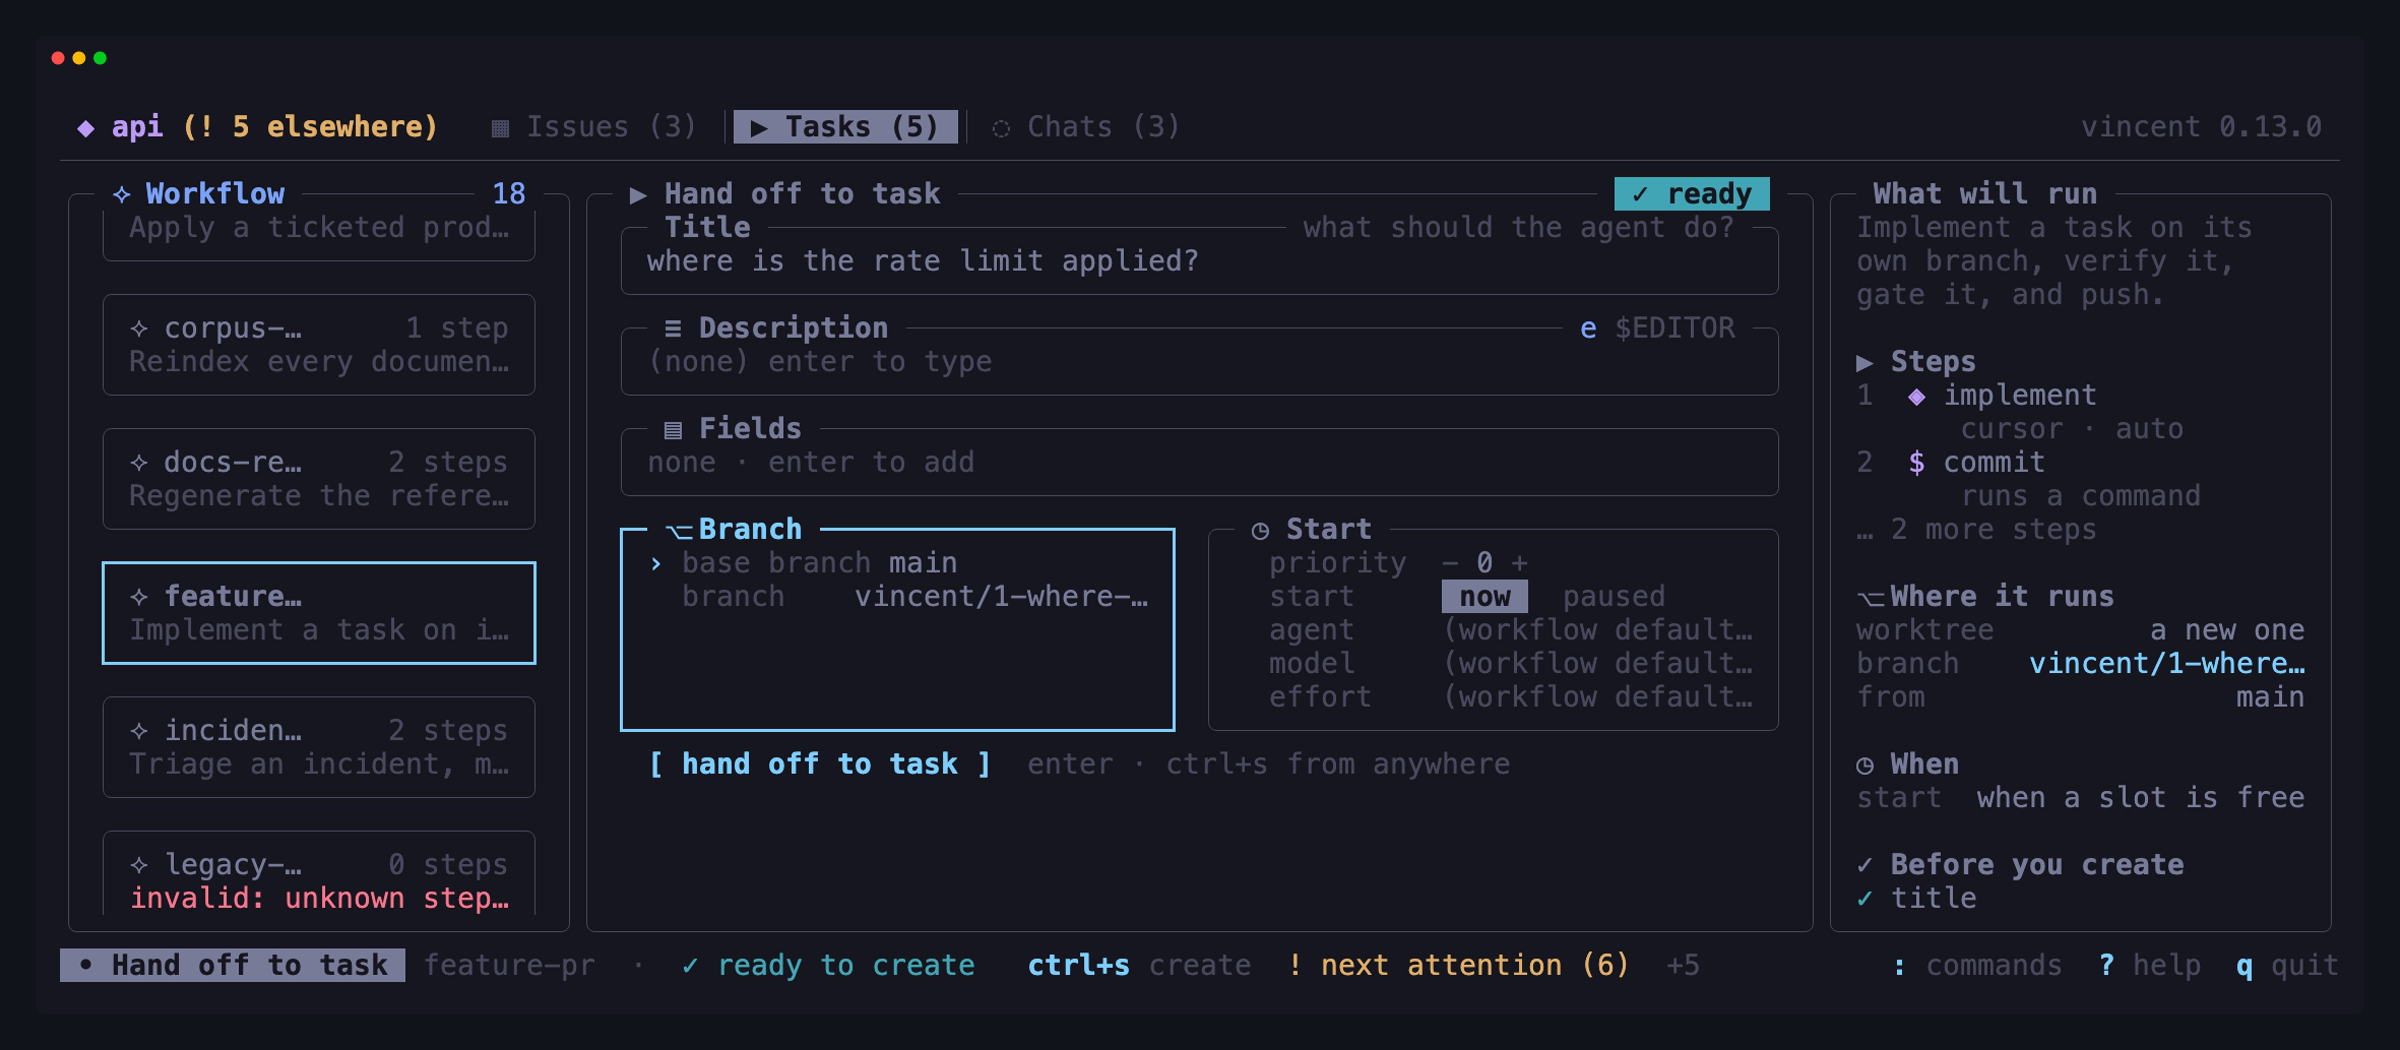 ◆ api (! 5 elsewhere) ▦ Issues (3) ▶ Tasks (5) ◌ Chats (3) vincent 0.13.0
✧ Workflow 18
Apply a ticketed prod…
✧ corpus-… 1 step
Reindex every documen…
✧ docs-re… 2 steps
Regenerate the refere…
✧ feature…
Implement a task on i…
✧ inciden… 2 steps
Triage an incident, m…
✧ legacy-… 0 steps
invalid: unknown step…
▶ Hand off to task ✓ ready
Title what should the agent do?
where is the rate limit applied?
≡ Description e $EDITOR
(none) enter to type
▤ Fields
none · enter to add
⌥ Branch
› base branch main
branch vincent/1-where-…
◷ Start
priority - 0 +
start now paused
agent (workflow default…
model (workflow default…
effort (workflow default…
[ hand off to task ] enter · ctrl+s from anywhere
What will run
Implement a task on its
own branch, verify it,
gate it, and push.
▶ Steps
1 ◈ implement
cursor · auto
2 $ commit
runs a command
… 2 more steps
⌥ Where it runs
worktree a new one
branch vincent/1-where…
from main
◷ When
start when a slot is free
✓ Before you create
✓ title
• Hand off to task feature-pr · ✓ ready to create ctrl+s create ! next attention (6) +5 : commands ? help q quit